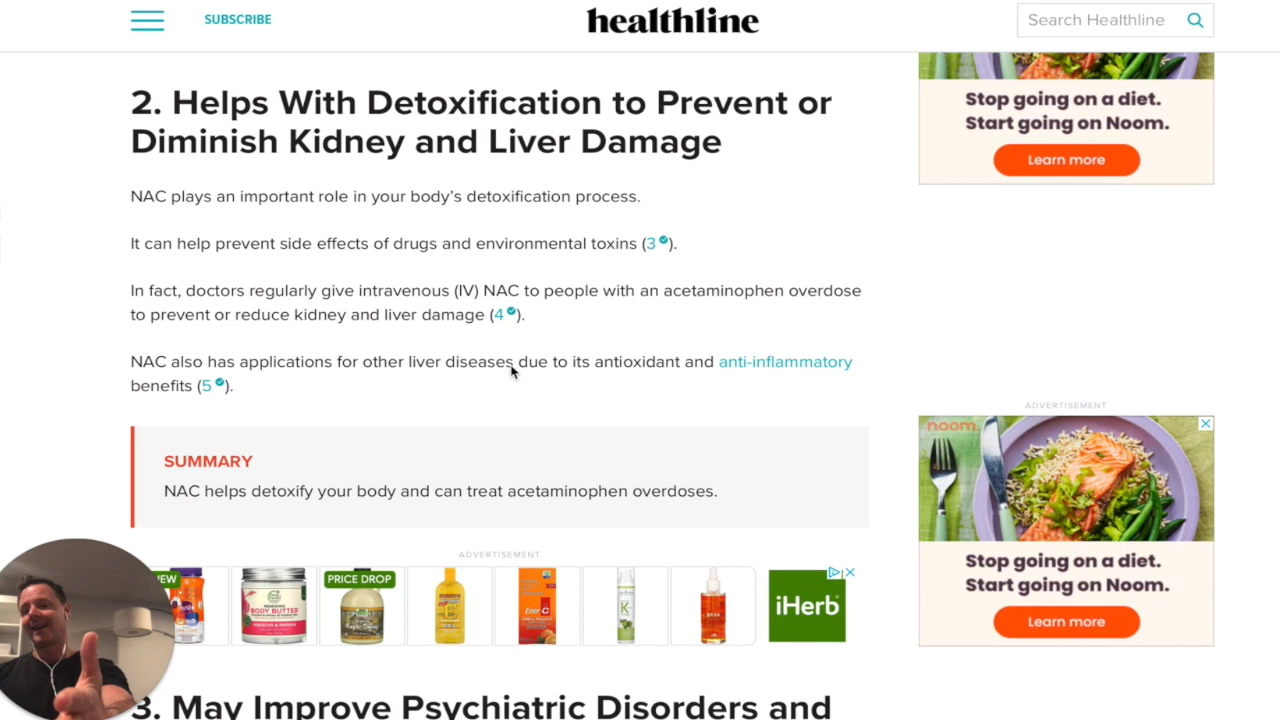 SUBSCRIBE
healthline
Search Healthline
2. Helps With Detoxification to Prevent or
Diminish Kidney and Liver Damage
NAC plays an important role in your body’s detoxification process.
It can help prevent side effects of drugs and environmental toxins (3).
In fact, doctors regularly give intravenous (IV) NAC to people with an acetaminophen overdose
to prevent or reduce kidney and liver damage (4).
NAC also has applications for other liver diseases due to its antioxidant and anti-inflammatory
benefits (5).
SUMMARY
NAC helps detoxify your body and can treat acetaminophen overdoses.
ADVERTISEMENT
EW
BODY BUTTER
PRICE DROP
Ester-C
iHerb
3. May Improve Psychiatric Disorders and
Stop going on a diet.
Start going on Noom.
Learn more
ADVERTISEMENT
noom.
Stop going on a diet.
Start going on Noom.
Learn more